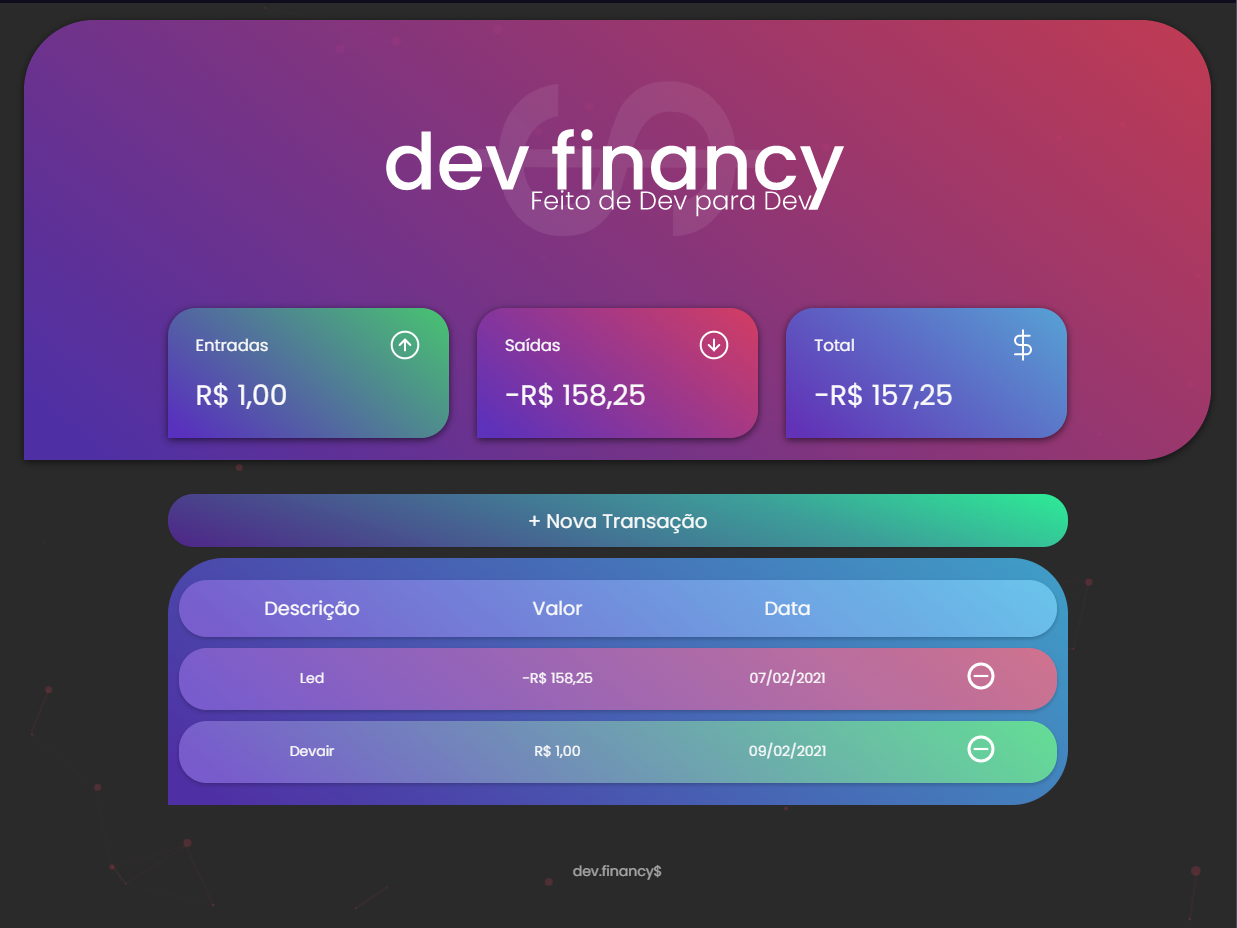 dev financy
Feito de Dev para Dev
Entradas
R$ 1,00
Saídas
-R$ 158,25
Total
-R$ 157,25
+ Nova Transação
Descrição Valor Data
Led -R$ 158,25 07/02/2021
Devair R$ 1,00 09/02/2021
dev.financy$